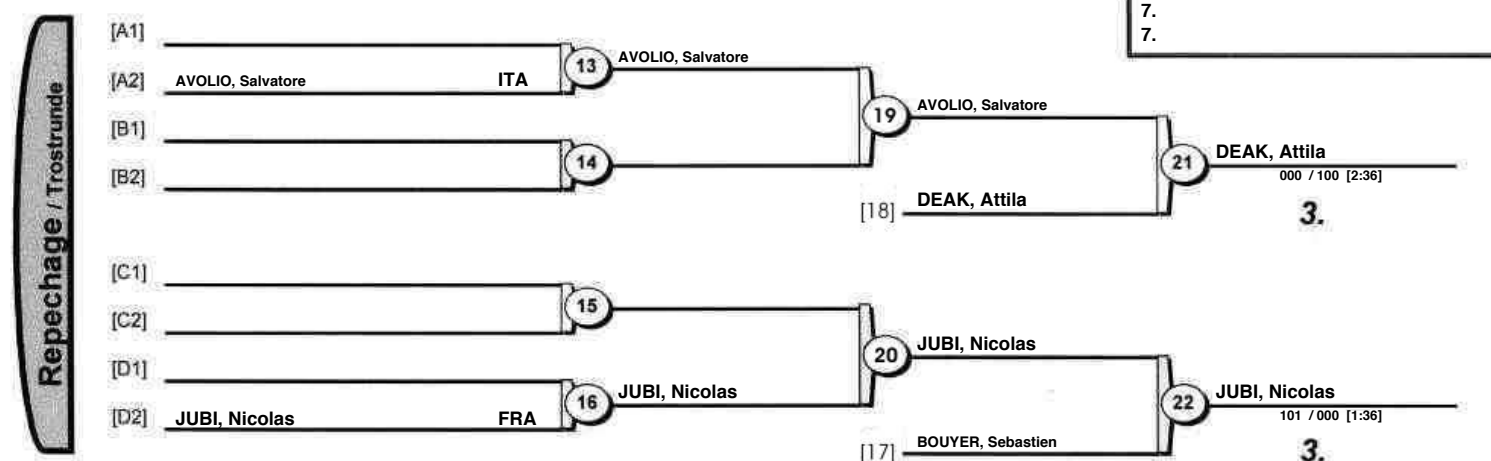 7.
7.
Repechage / Trostrunde
[A1]
[A2] AVOLIO, Salvatore ITA
13 AVOLIO, Salvatore
[B1]
[B2]
14
19 AVOLIO, Salvatore
[18] DEAK, Attila
21 DEAK, Attila
000 / 100 [2:36]
3.
[C1]
[C2]
15
[D1]
[D2] JUBI, Nicolas FRA
16 JUBI, Nicolas
20 JUBI, Nicolas
[17] BOUYER, Sebastien
22 JUBI, Nicolas
101 / 000 [1:36]
3.